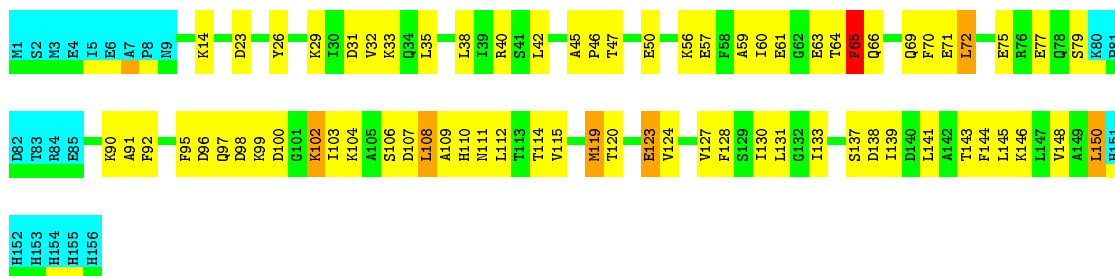 M1 S2 M3 E4 I5 E6 A7 P8 N9 K14 D23 Y26 K29 I30 D31 V32 K33 Q34 L35 L38 I39 R40 S41 L42 A45 P46 T47 E50 K56 E57 F58 A59 I60 E61 G62 E63 T64 F65 Q66 Q69 F70 E71 L72 E75 R76 E77 Q78 S79 K80 D81
D82 T83 R84 E85 K90 A91 F92 F95 D96 Q97 D98 K99 D100 G101 K102 I103 K104 A105 S106 D107 L108 A109 H110 N111 L112 T113 T114 V115 M119 T120 E123 V124 V127 F128 S129 I130 L131 G132 I133 S137 D138 I139 D140 L141 A142 T143 F144 L145 K146 L147 V148 A149 L150 H151
H152 H153 H154 H155 H156